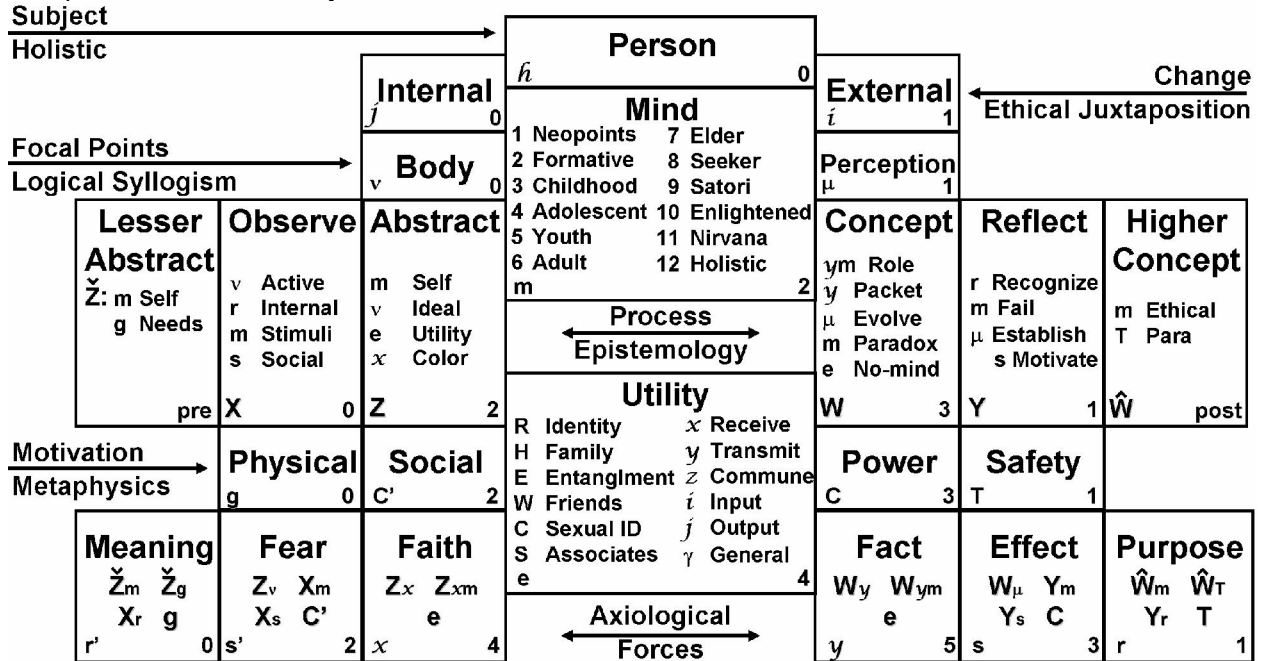 Subject
Holistic
Person
ℏ 0
Internal
j 0
External
i 1
Change
Ethical Juxtaposition
Mind
1 Neopoints 7 Elder
2 Formative 8 Seeker
3 Childhood 9 Satori
4 Adolescent 10 Enlightened
5 Youth 11 Nirvana
6 Adult 12 Holistic
m 2
Focal Points
Logical Syllogism
Body
ν 0
Perception
μ 1
Lesser
Abstract
Ž: m Self
g Needs
pre
Observe
ν Active
r Internal
m Stimuli
s Social
X 0
Abstract
m Self
ν Ideal
e Utility
x Color
Z 2
Process
Epistemology
Concept
ym Role
y Packet
μ Evolve
m Paradox
e No-mind
W 3
Reflect
r Recognize
m Fail
μ Establish
s Motivate
Y 1
Higher
Concept
m Ethical
T Para
Ŵ post
Utility
R Identity x Receive
H Family y Transmit
E Entanglment z Commune
W Friends i Input
C Sexual ID j Output
S Associates γ General
e 4
Motivation
Metaphysics
Physical
g 0
Social
C' 2
Power
C 3
Safety
T 1
Meaning
Žm Žg
Xr g
r' 0
Fear
Zν Xm
Xs C'
s' 2
Faith
Zx Zxm
e
x 4
Axiological
Forces
Fact
Wy Wym
e
y 5
Effect
Wμ Ym
Ys C
s 3
Purpose
Ŵm ŴT
Yr T
r 1